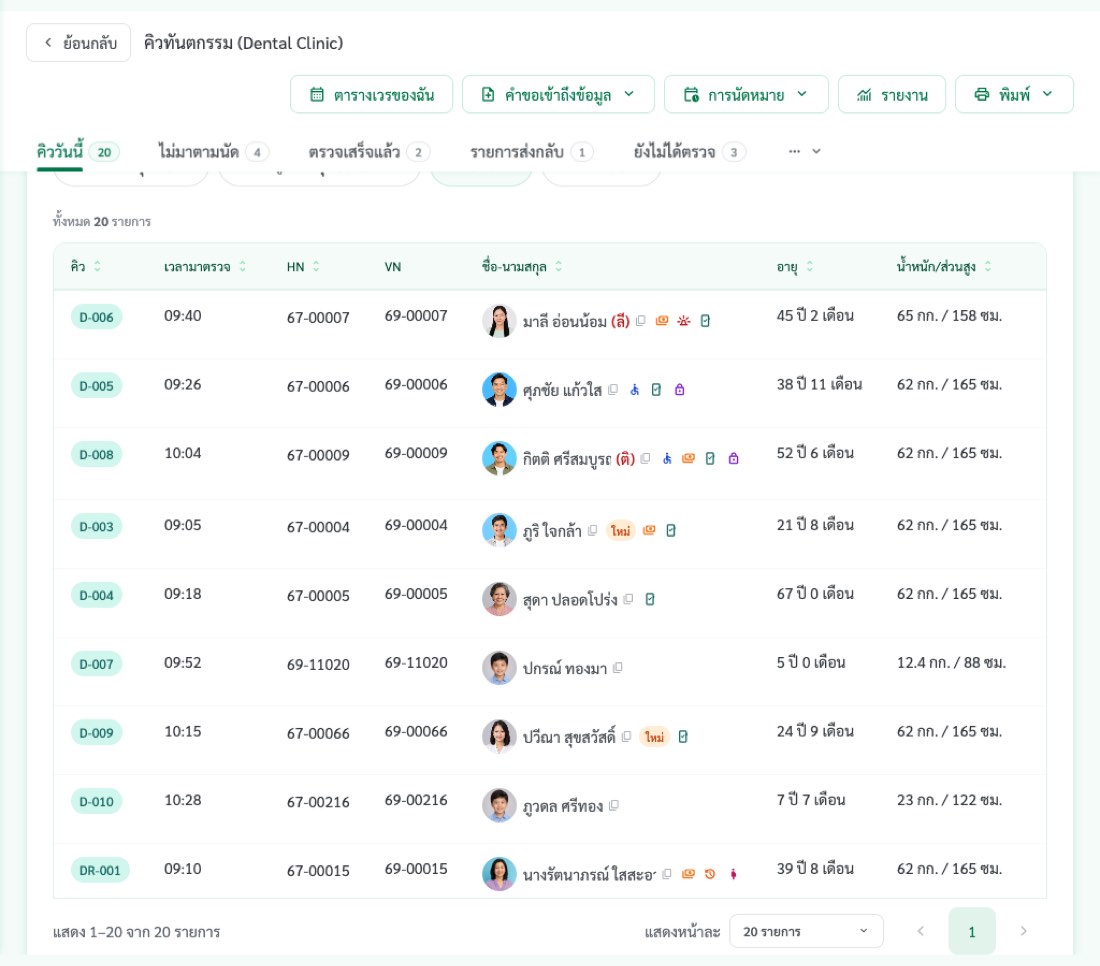 ย้อนกลับ คิวทันตกรรม (Dental Clinic)
ตารางเวรของฉัน คำขอเข้าถึงข้อมูล การนัดหมาย รายงาน พิมพ์
คิววันนี้ 20 ไม่มาตามนัด 4 ตรวจเสร็จแล้ว 2 รายการส่งกลับ 1 ยังไม่ได้ตรวจ 3 ...
ทั้งหมด 20 รายการ
คิว เวลามาตรวจ HN VN ชื่อ-นามสกุล อายุ น้ำหนัก/ส่วนสูง
D-006 09:40 67-00007 69-00007 มาลี อ่อนน้อม (ลี) 45 ปี 2 เดือน 65 กก. / 158 ซม.
D-005 09:26 67-00006 69-00006 ศุภชัย แก้วใส 38 ปี 11 เดือน 62 กก. / 165 ซม.
D-008 10:04 67-00009 69-00009 กิตติ ศรีสมบูรณ (ติ) 52 ปี 6 เดือน 62 กก. / 165 ซม.
D-003 09:05 67-00004 69-00004 ภูริ ใจกล้า ใหม่ 21 ปี 8 เดือน 62 กก. / 165 ซม.
D-004 09:18 67-00005 69-00005 สุดา ปลอดโปร่ง 67 ปี 0 เดือน 62 กก. / 165 ซม.
D-007 09:52 69-11020 69-11020 ปกรณ์ ทองมา 5 ปี 0 เดือน 12.4 กก. / 88 ซม.
D-009 10:15 67-00066 69-00066 ปวีณา สุขสวัสดิ์ ใหม่ 24 ปี 9 เดือน 62 กก. / 165 ซม.
D-010 10:28 67-00216 69-00216 ภูวดล ศรีทอง 7 ปี 7 เดือน 23 กก. / 122 ซม.
DR-001 09:10 67-00015 69-00015 นางรัตนาภรณ์ ใสสะอา 39 ปี 8 เดือน 62 กก. / 165 ซม.
แสดง 1–20 จาก 20 รายการ แสดงหน้าละ 20 รายการ 1